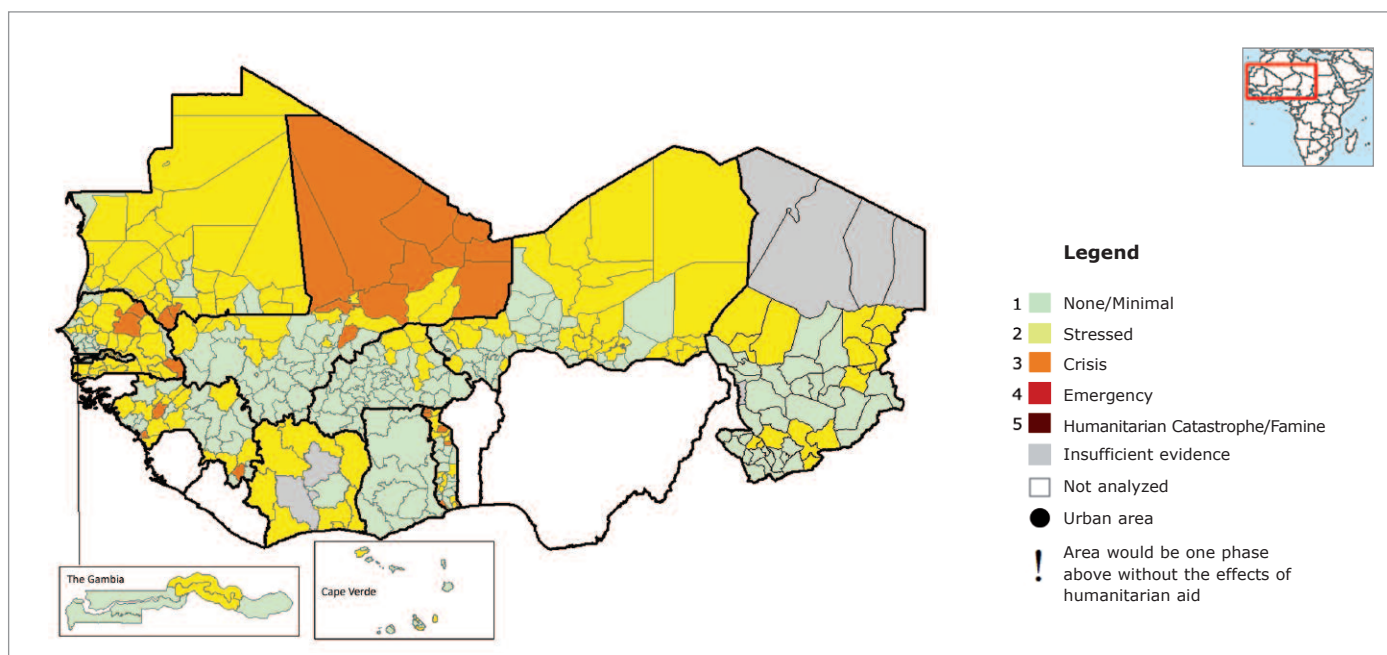 Legend
1 None/Minimal
2 Stressed
3 Crisis
4 Emergency
5 Humanitarian Catastrophe/Famine
Insufficient evidence
Not analyzed
Urban area
! Area would be one phase
above without the effects of
humanitarian aid
The Gambia
Cape Verde